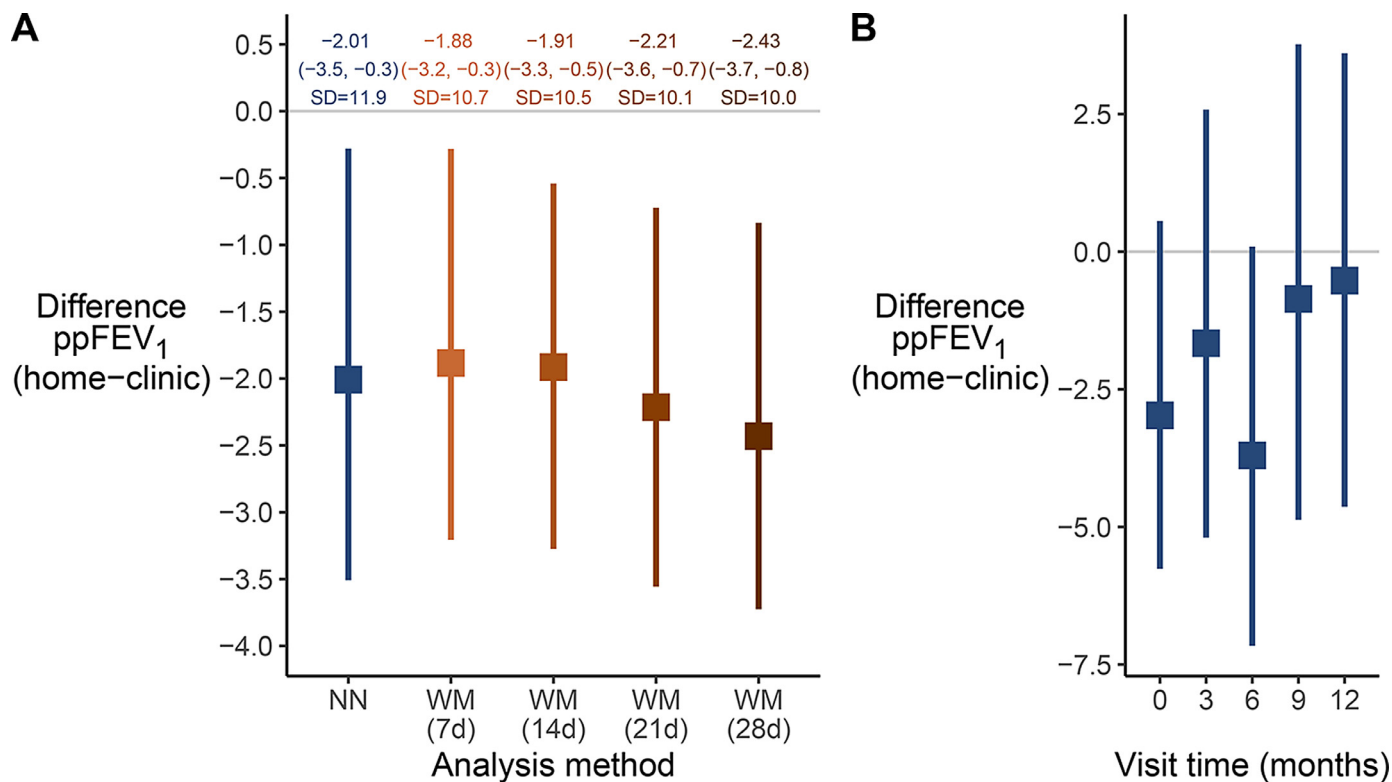 A
0.5
0.0
−0.5
−1.0
−1.5
−2.0
−2.5
−3.0
−3.5
−4.0
Difference
ppFEV1
(home−clinic)
−2.01 −1.88 −1.91 −2.21 −2.43
(−3.5, −0.3) (−3.2, −0.3) (−3.3, −0.5) (−3.6, −0.7) (−3.7, −0.8)
SD=11.9 SD=10.7 SD=10.5 SD=10.1 SD=10.0
NN WM WM WM WM
(7d) (14d) (21d) (28d)
Analysis method
B
2.5
0.0
−2.5
−5.0
−7.5
Difference
ppFEV1
(home−clinic)
0 3 6 9 12
Visit time (months)